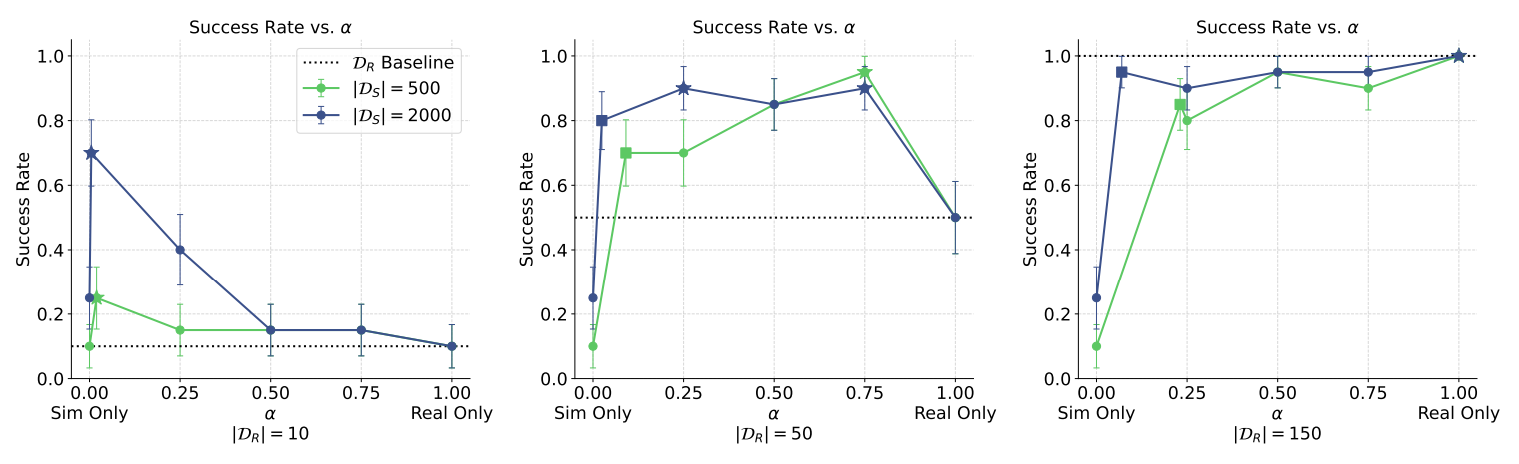 Success Rate vs. α
Success Rate
1.0
0.8
0.6
0.4
0.2
0.0
𝒟_R Baseline
|𝒟_S| = 500
|𝒟_S| = 2000
0.00 0.25 0.50 0.75 1.00
Sim Only α Real Only
|𝒟_R| = 10
Success Rate vs. α
Success Rate
1.0
0.8
0.6
0.4
0.2
0.0
0.00 0.25 0.50 0.75 1.00
Sim Only α Real Only
|𝒟_R| = 50
Success Rate vs. α
Success Rate
1.0
0.8
0.6
0.4
0.2
0.0
0.00 0.25 0.50 0.75 1.00
Sim Only α Real Only
|𝒟_R| = 150